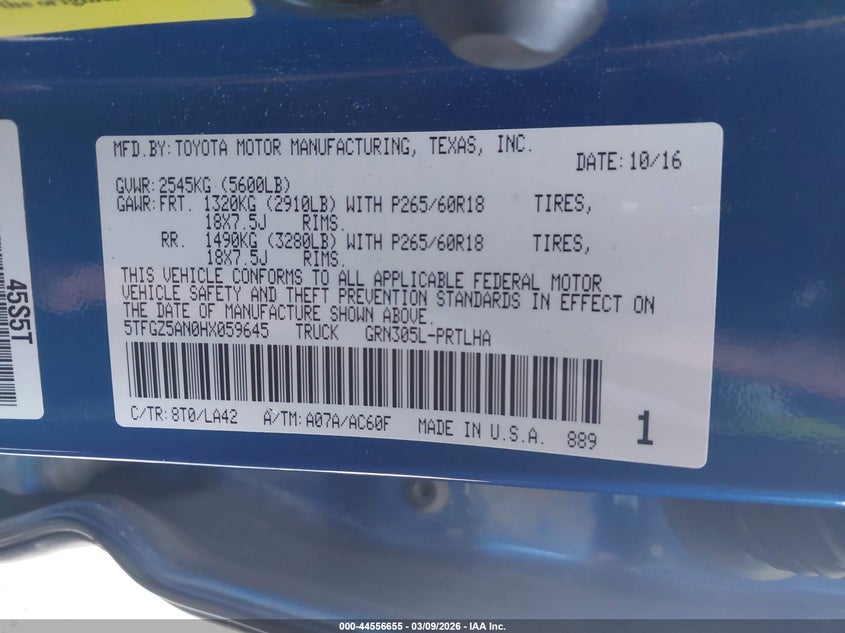 the origin
45S5T
MFD.BY:TOYOTA MOTOR MANUFACTURING, TEXAS, INC.
DATE:10/16
GVWR:2545KG (5600LB)
GAWR:FRT. 1320KG (2910LB) WITH P265/60R18 TIRES,
18X7.5J RIMS.
RR. 1490KG (3280LB) WITH P265/60R18 TIRES,
18X7.5J RIMS.
THIS VEHICLE CONFORMS TO ALL APPLICABLE FEDERAL MOTOR
VEHICLE SAFETY AND THEFT PREVENTION STANDARDS IN EFFECT ON
THE DATE OF MANUFACTURE SHOWN ABOVE.
5TFGZ5AN0HX059645 TRUCK GRN305L-PRTLHA
C/TR:8T0/LA42 A/TM:A07A/AC60F MADE IN U.S.A. 889 1
000-44556655 - 03/09/2026 - IAA Inc.